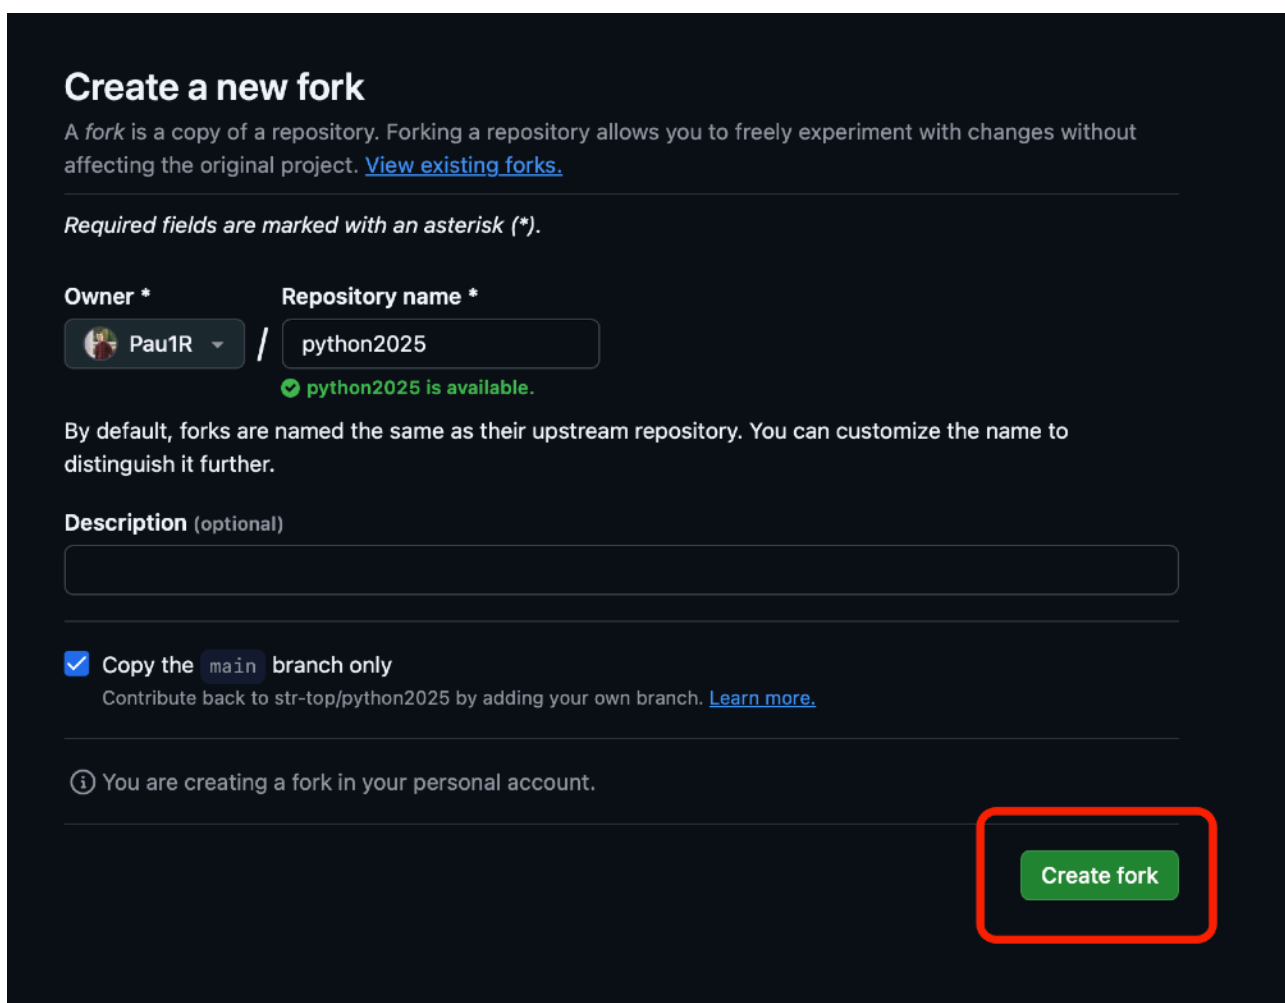 Create a new fork
A fork is a copy of a repository. Forking a repository allows you to freely experiment with changes without
affecting the original project. View existing forks.
Required fields are marked with an asterisk (*).
Owner * Repository name *
Pau1R / python2025
python2025 is available.
By default, forks are named the same as their upstream repository. You can customize the name to
distinguish it further.
Description (optional)
Copy the main branch only
Contribute back to str-top/python2025 by adding your own branch. Learn more.
You are creating a fork in your personal account.
Create fork